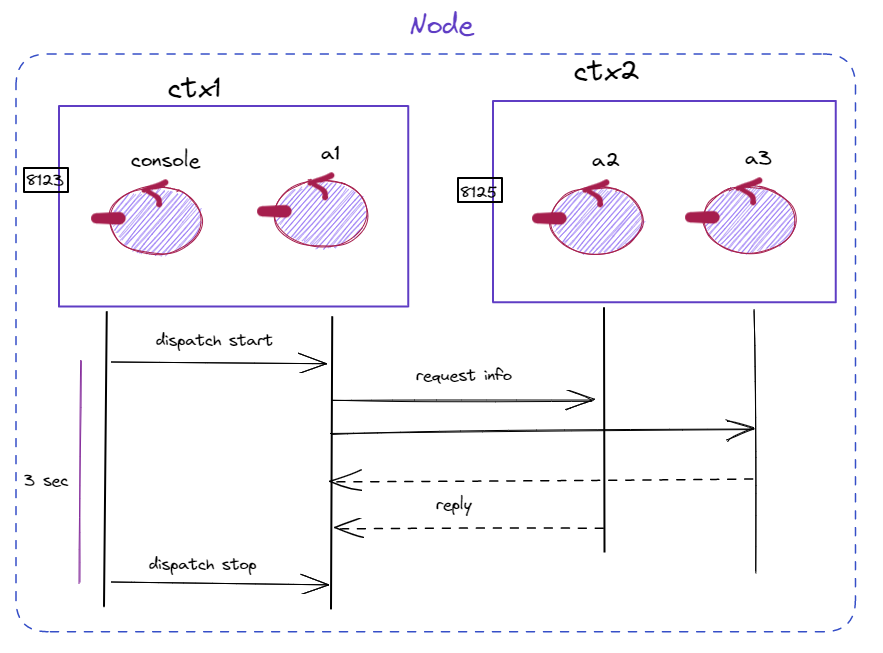 Node
ctx1
ctx2
console
a1
a2
a3
8123
8125
dispatch start
request info
3 sec
reply
dispatch stop